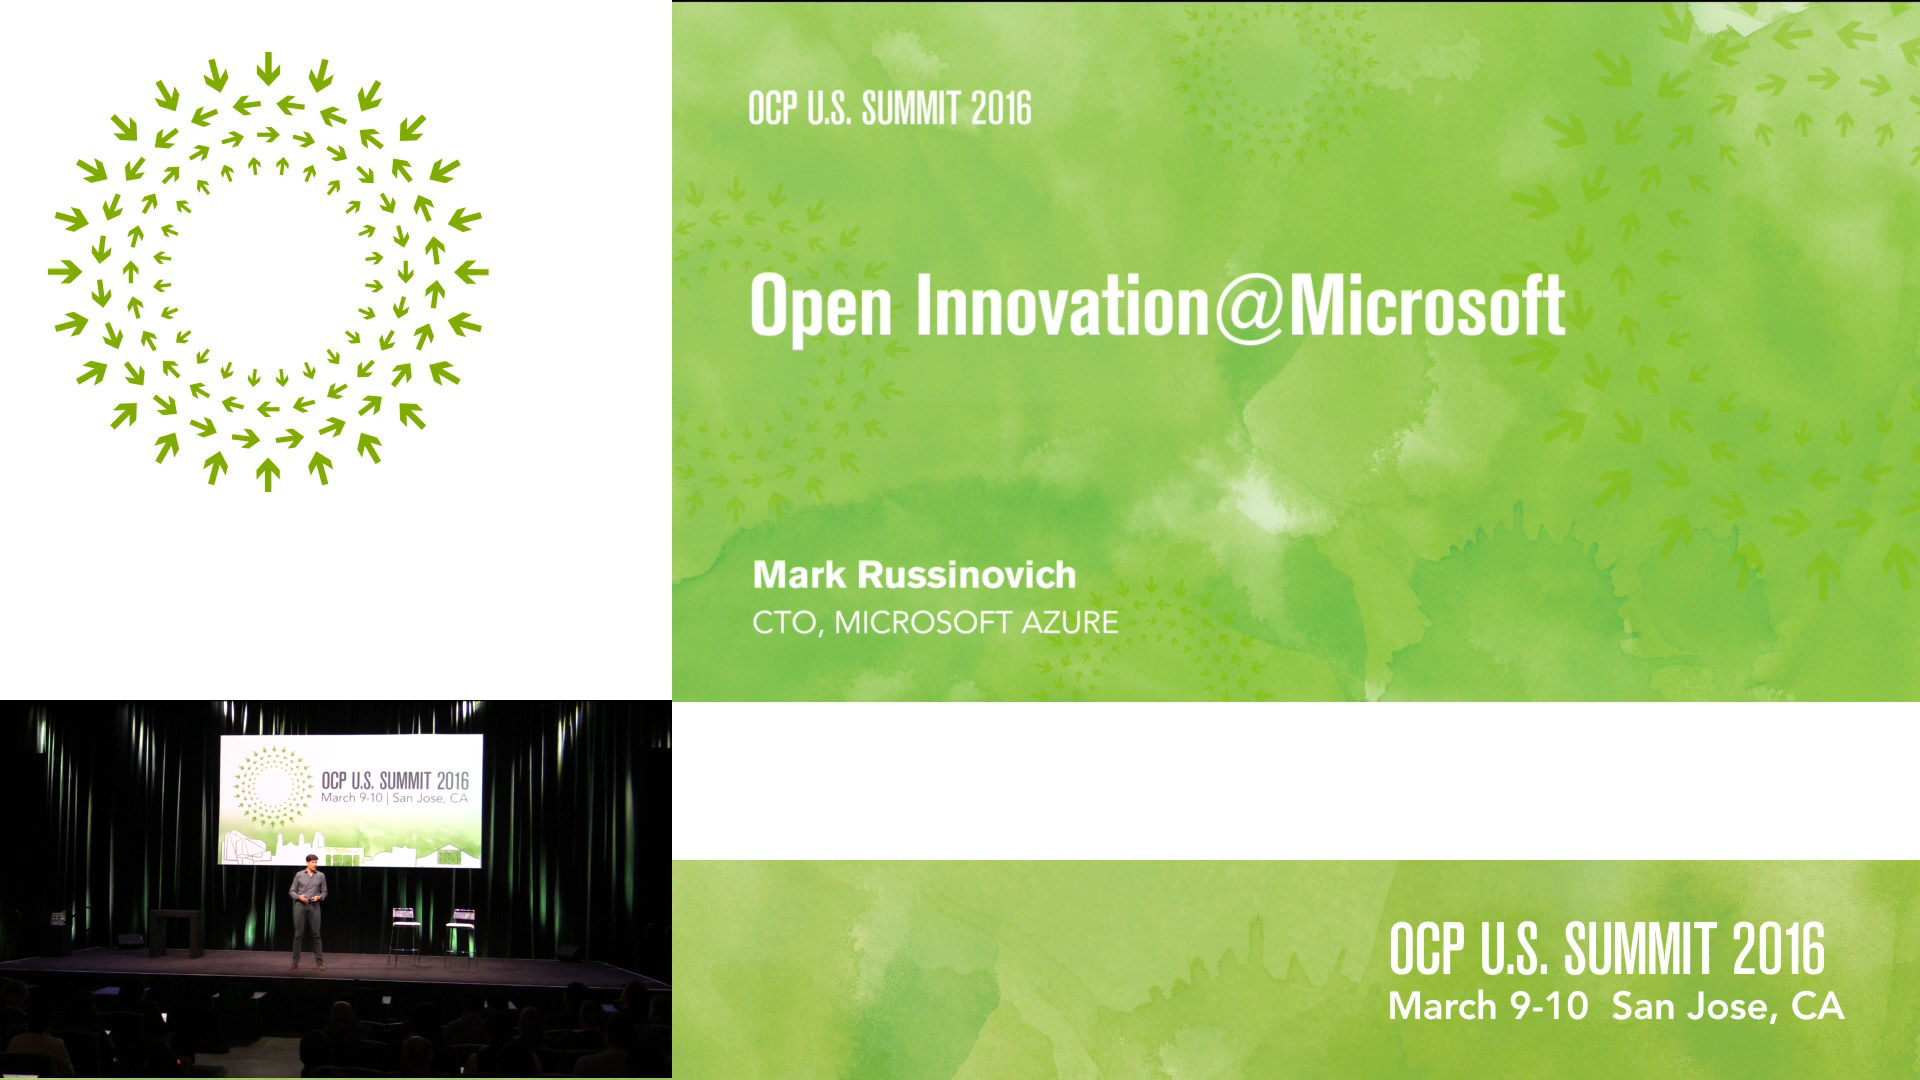 OCP U.S. SUMMIT 2016
Open Innovation@Microsoft
Mark Russinovich
CTO, MICROSOFT AZURE
OCP U.S. SUMMIT 2016
March 9-10 | San Jose, CA
OCP U.S. SUMMIT 2016
March 9-10 San Jose, CA